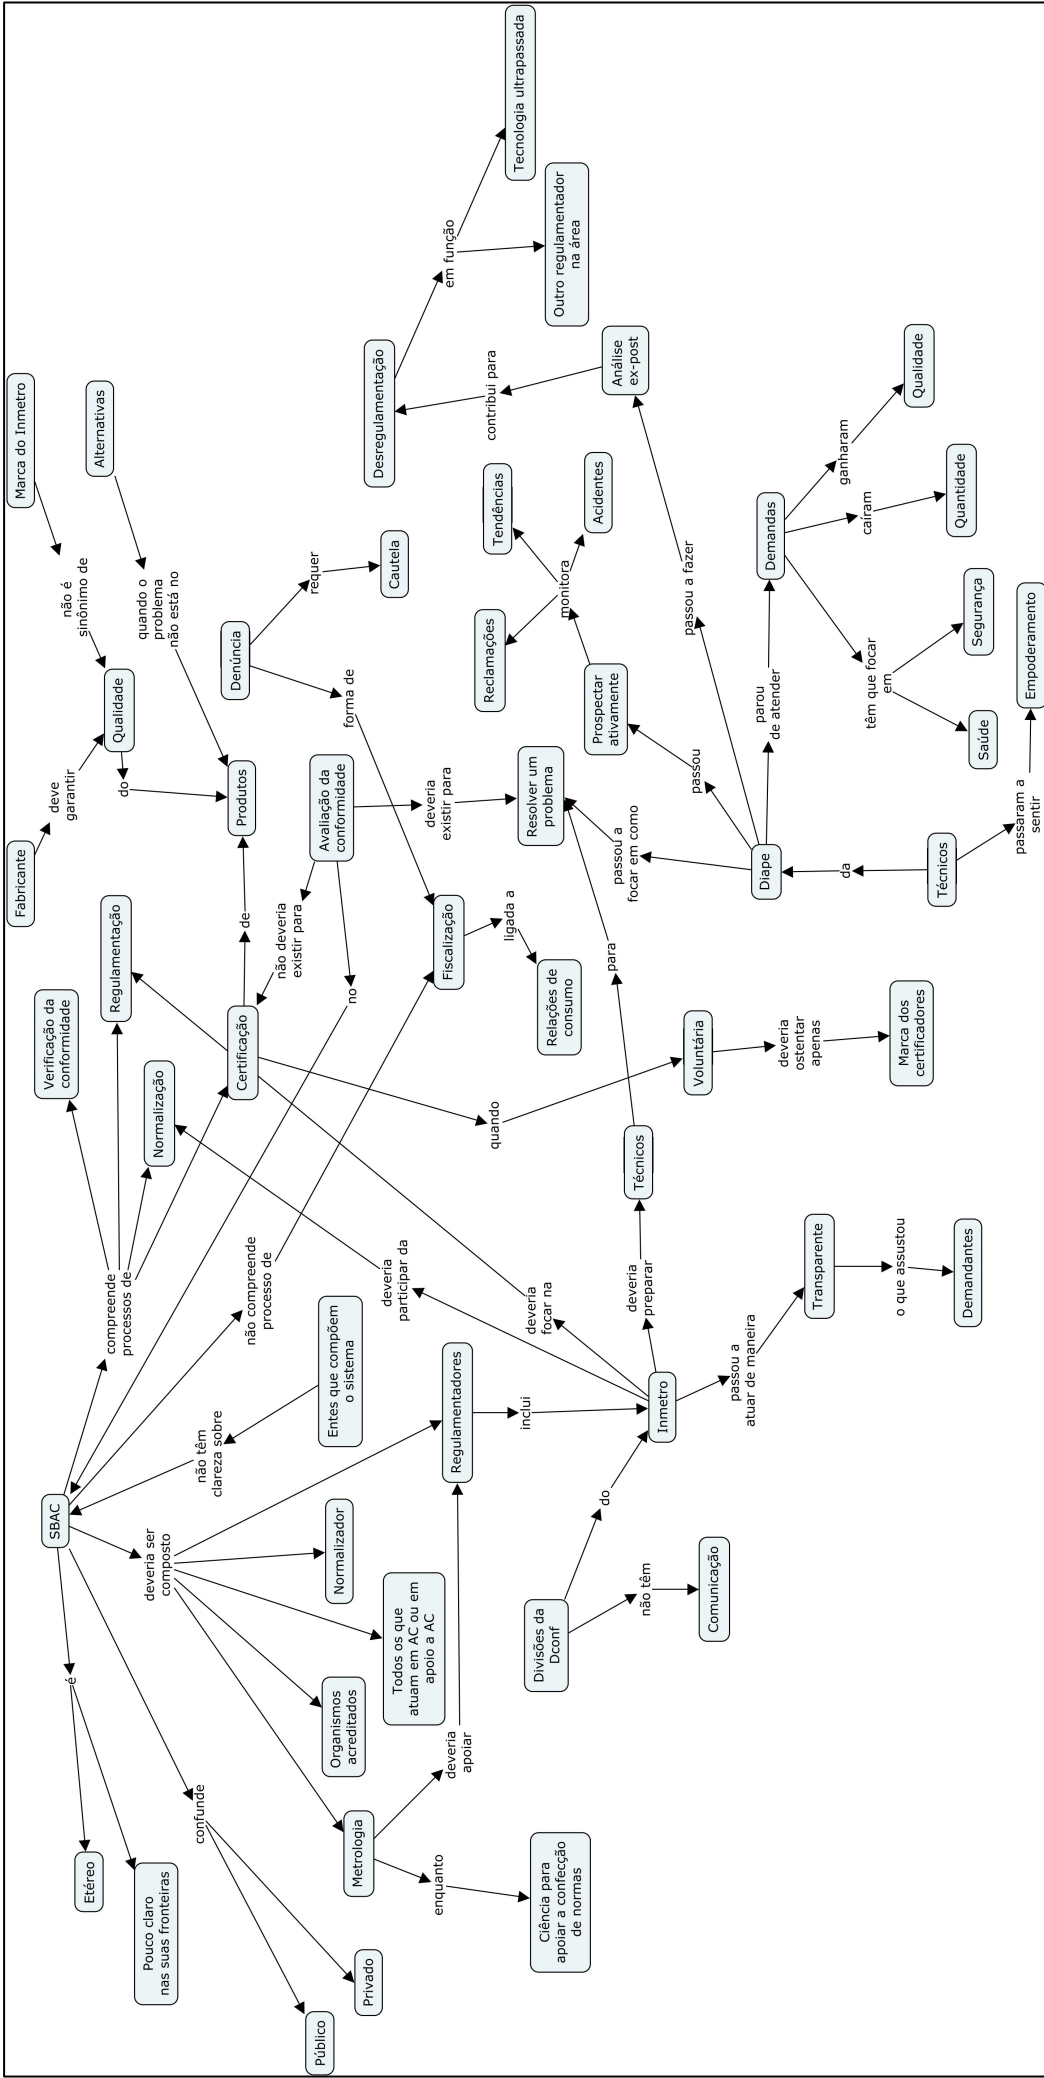 SBAC
é
Etéreo
Pouco claro
nas suas fronteiras
confunde
Público
Privado
deveria ser
composto
Metrologia
Organismos
acreditados
Todos os que
atuam em AC ou em
apoio a AC
Normalizador
Regulamentadores
enquanto
Ciência para
apoiar a confecção
de normas
deveria
apoiar
inclui
não têm
clareza sobre
Entes que compõem
o sistema
não compreende
processo de
compreende
processos de
Verificação da
conformidade
Regulamentação
Normalização
Certificação
Fabricante
deve
garantir
Qualidade
do
Produtos
de
Marca do Inmetro
não é
sinônimo de
Alternativas
quando o
problema
não está no
Denúncia
requer
Cautela
forma de
Avaliação da
conformidade
deveria
existir para
não deveria
existir para
no
Fiscalização
ligada a
Relações de
consumo
Resolver um
problema
quando
Voluntária
deveria
ostentar
apenas
Marca dos
certificadores
Divisões da
Dconf
do
não têm
Comunicação
Inmetro
deveria
participar da
deveria
focar na
deveria
preparar
Técnicos
para
passou a
atuar de maneira
Transparente
o que assustou
Demandantes
Técnicos
da
passaram a
sentir
Empoderamento
Diape
passou a
focar em como
passou
Prospectar
ativamente
monitora
Reclamações
Tendências
Acidentes
passou a fazer
Análise
ex-post
contribui para
Desregulamentação
em função
Outro regulamentador
na área
Tecnologia ultrapassada
parou
de atender
Demandas
têm que focar
em
Saúde
Segurança
caíram
Quantidade
ganharam
Qualidade